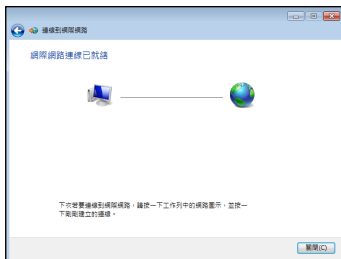 連線到網際網路
網際網路連線已就緒
下次若要連線到網際網路，請按一下工作列中的網路圖示，並按一
下剛剛建立的連線。
關閉(C)